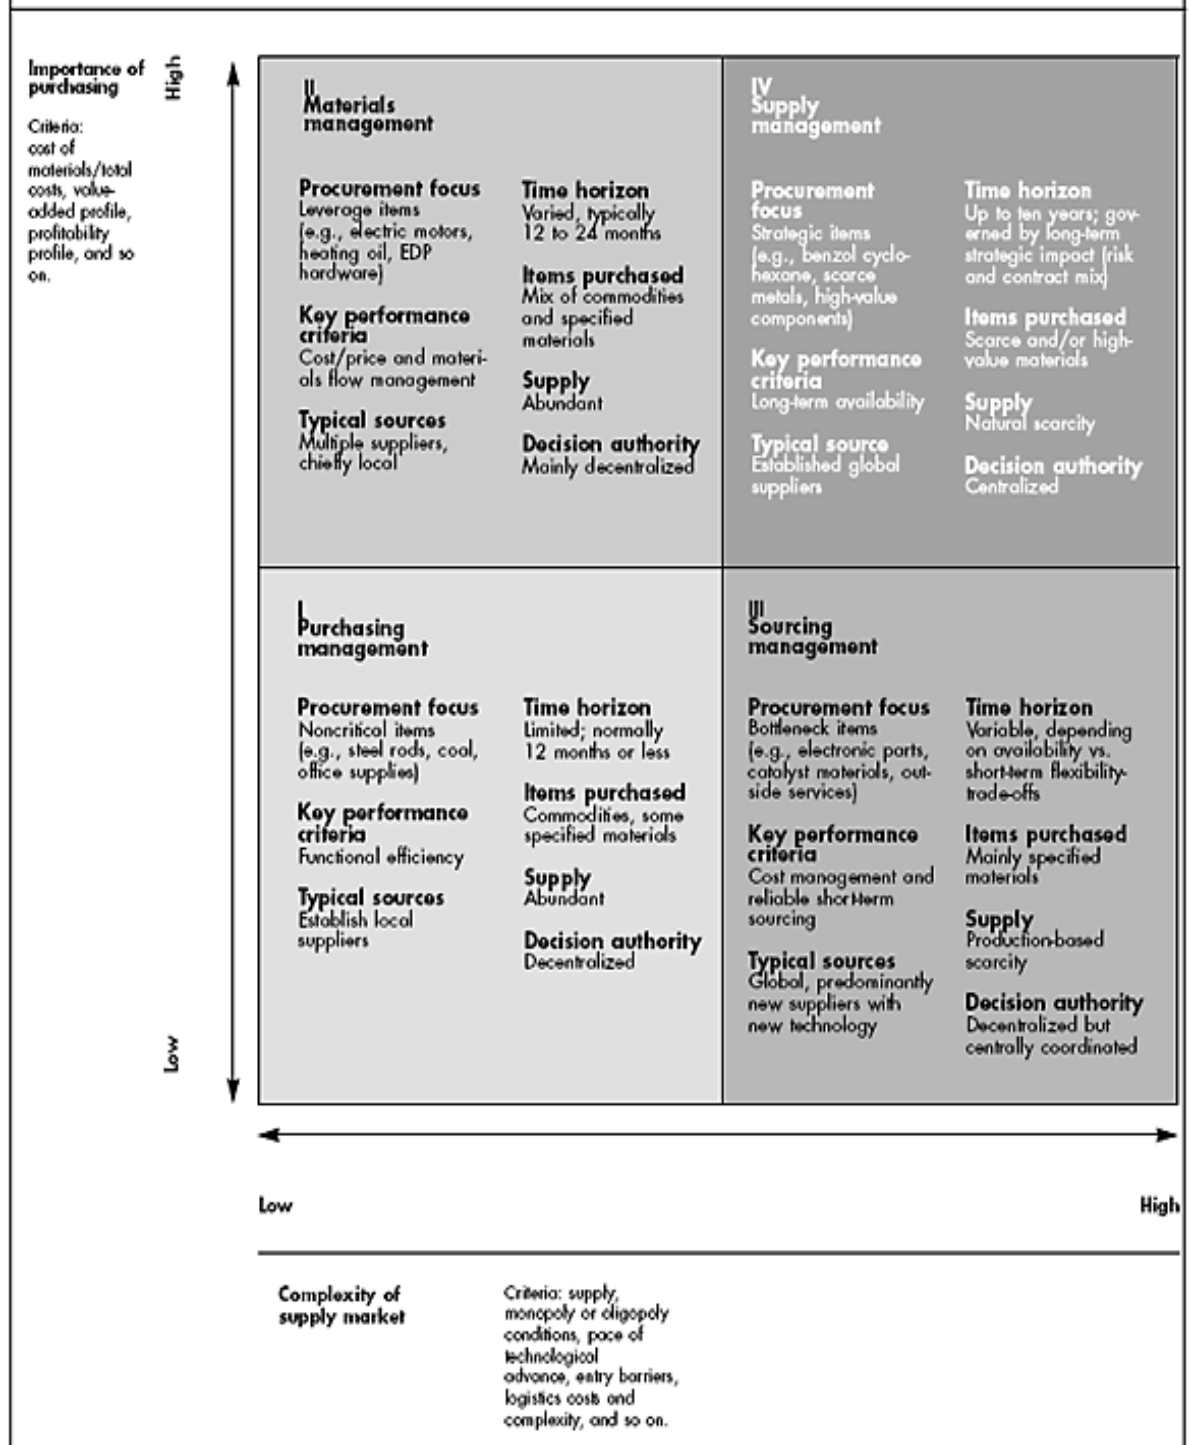 Importance of
purchasing
Criteria:
cost of
materials/total
costs, value-
added profile,
profitability
profile, and so
on.
High
Low
II
Materials
management
Procurement focus
Leverage items
(e.g., electric motors,
heating oil, EDP
hardware)
Key performance
criteria
Cost/price and materi-
als flow management
Typical sources
Multiple suppliers,
chiefly local
Time horizon
Varied, typically
12 to 24 months
Items purchased
Mix of commodities
and specified
materials
Supply
Abundant
Decision authority
Mainly decentralized
IV
Supply
management
Procurement
focus
Strategic items
(e.g., benzol cyclo-
hexane, scarce
metals, high-value
components)
Key performance
criteria
Long-term availability
Typical source
Established global
suppliers
Time horizon
Up to ten years; gov-
erned by long-term
strategic impact (risk
and contract mix)
Items purchased
Scarce and/or high-
value materials
Supply
Natural scarcity
Decision authority
Centralized
I
Purchasing
management
Procurement focus
Noncritical items
(e.g., steel rods, coal,
office supplies)
Key performance
criteria
Functional efficiency
Typical sources
Establish local
suppliers
Time horizon
Limited; normally
12 months or less
Items purchased
Commodities, some
specified materials
Supply
Abundant
Decision authority
Decentralized
III
Sourcing
management
Procurement focus
Bottleneck items
(e.g., electronic parts,
catalyst materials, out-
side services)
Key performance
criteria
Cost management and
reliable short-term
sourcing
Typical sources
Global, predominantly
new suppliers with
new technology
Time horizon
Variable, depending
on availability vs.
short-term flexibility-
trade-offs
Items purchased
Mainly specified
materials
Supply
Production-based
scarcity
Decision authority
Decentralized but
centrally coordinated
Low
High
Complexity of
supply market
Criteria: supply,
monopoly or oligopoly
conditions, pace of
technological
advance, entry barriers,
logistics costs and
complexity, and so on.